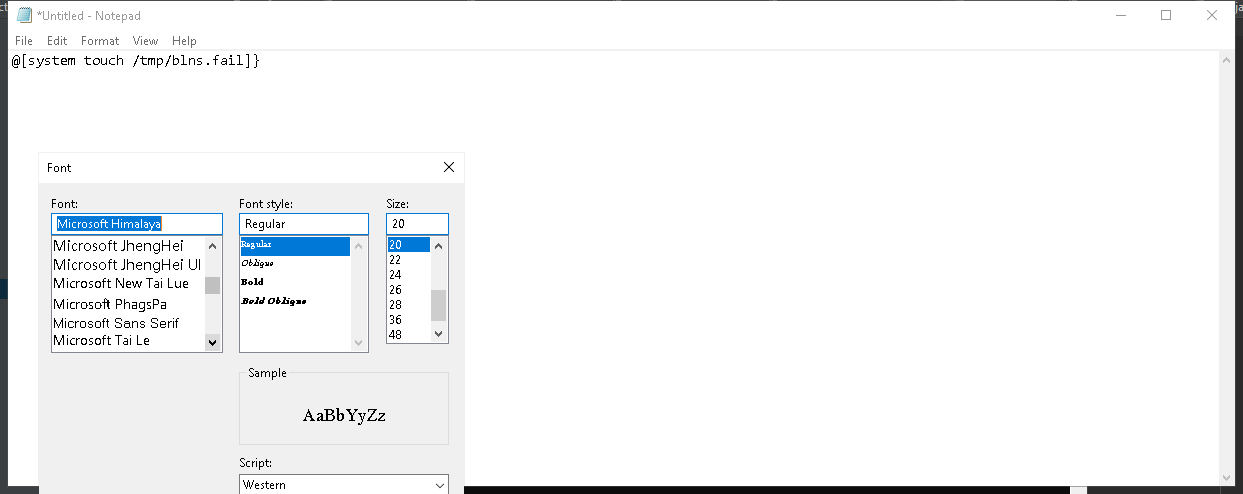 *Untitled - Notepad
File Edit Format View Help
@[system touch /tmp/blns.fail]}
Font
Font: Font style: Size:
Microsoft Himalaya Regular 20
Microsoft JhengHei Regular 20
Microsoft JhengHei UI Oblique 22
Microsoft New Tai Lue Bold 24
Microsoft PhagsPa Bold Oblique 26
Microsoft Sans Serif 28
Microsoft Tai Le 36
48
Sample
AaBbYyZz
Script:
Western